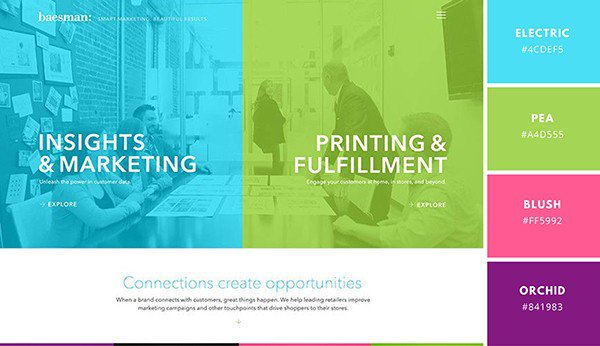 baesman:
SMART MARKETING. BEAUTIFUL RESULTS.
INSIGHTS
& MARKETING
Unleash the power in customer data.
→ EXPLORE
PRINTING &
FULFILLMENT
Engage your customers at home, in stores, and beyond.
→ EXPLORE
Connections create opportunities
When a brand connects with customers, great things happen. We help leading retailers improve
marketing campaigns and other touchpoints that drive shoppers to their stores.
ELECTRIC
#4CDEF5
PEA
#A4D555
BLUSH
#FF5992
ORCHID
#841983